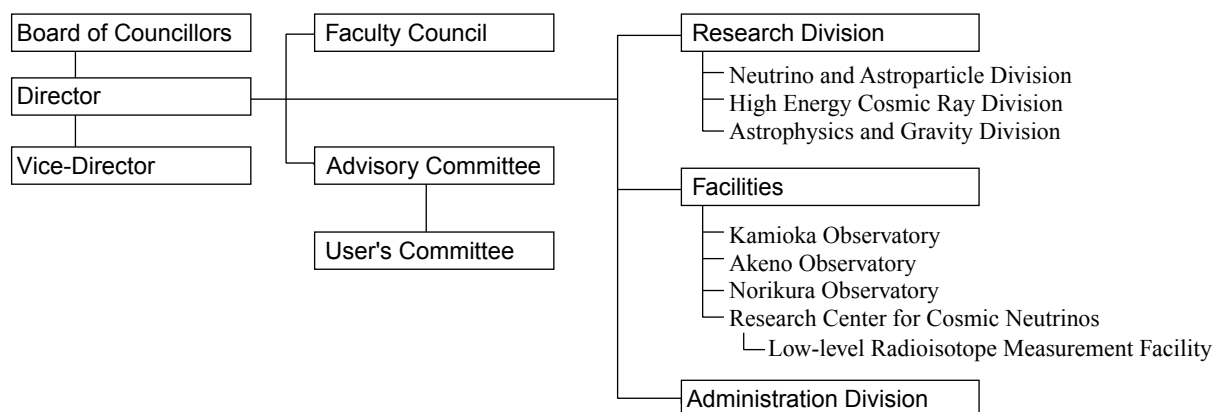 Board of Councillors
Director
Vice-Director
Faculty Council
Advisory Committee
User's Committee
Research Division
Neutrino and Astroparticle Division
High Energy Cosmic Ray Division
Astrophysics and Gravity Division
Facilities
Kamioka Observatory
Akeno Observatory
Norikura Observatory
Research Center for Cosmic Neutrinos
Low-level Radioisotope Measurement Facility
Administration Division